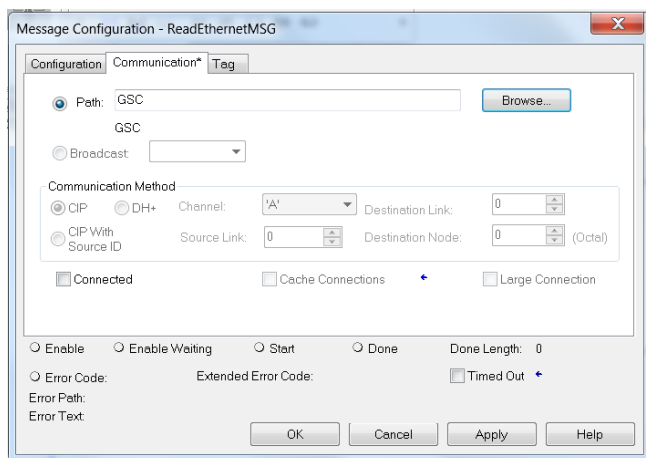 Message Configuration - ReadEthernetMSG
Configuration Communication* Tag
Path: GSC Browse...
GSC
Broadcast:
Communication Method
CIP DH+ Channel: 'A' Destination Link: 0
CIP With Source ID Source Link: 0 Destination Node: 0 (Octal)
Connected Cache Connections Large Connection
Enable Enable Waiting Start Done Done Length: 0
Error Code: Extended Error Code: Timed Out
Error Path:
Error Text:
OK Cancel Apply Help